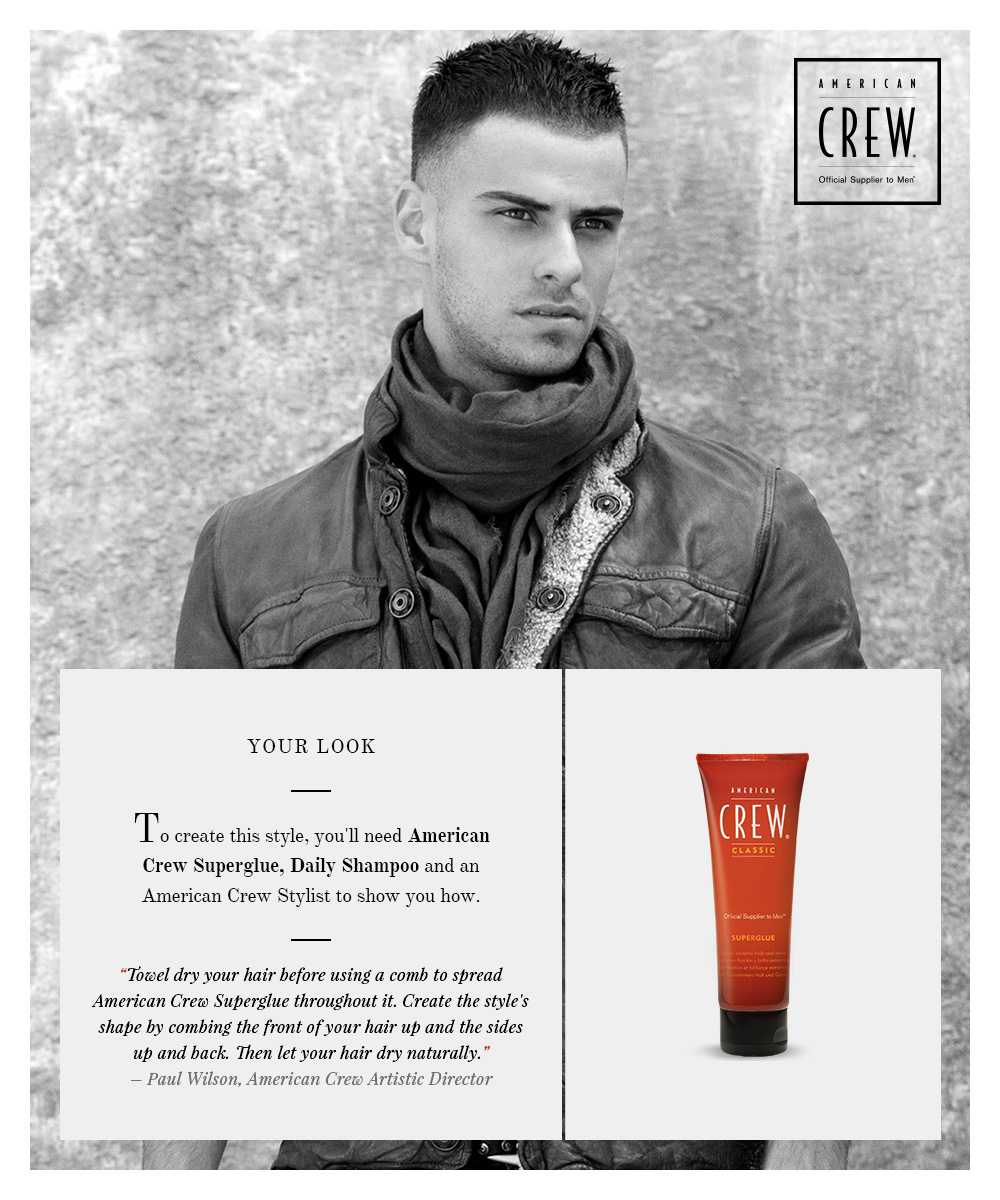 AMERICAN
CREW®
Official Supplier to Men®
YOUR LOOK
To create this style, you'll need American
Crew Superglue, Daily Shampoo and an
American Crew Stylist to show you how.
“Towel dry your hair before using a comb to spread
American Crew Superglue throughout it. Create the style's
shape by combing the front of your hair up and the sides
up and back. Then let your hair dry naturally.”
– Paul Wilson, American Crew Artistic Director
AMERICAN
CREW®
CLASSIC
Official Supplier to Men™
SUPERGLUE